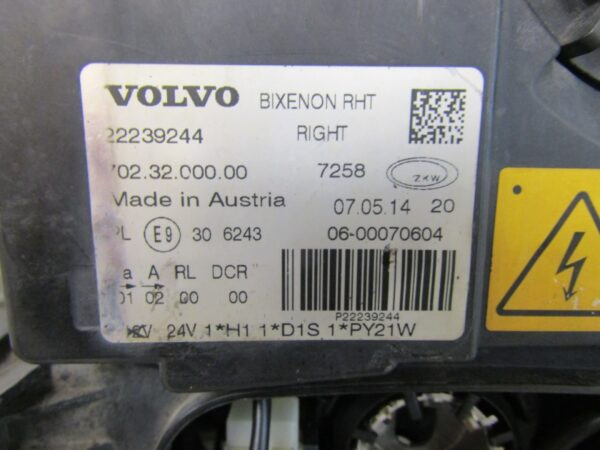 VOLVO BIXENON RHT
22239244 RIGHT
702.32.000.00 7258 ZKW
Made in Austria 07.05.14 20
PL E9 30 6243 06-00070604
a A RL DCR
01 02 00 00
P22239244
24V 1*H1 1*D1S 1*PY21W